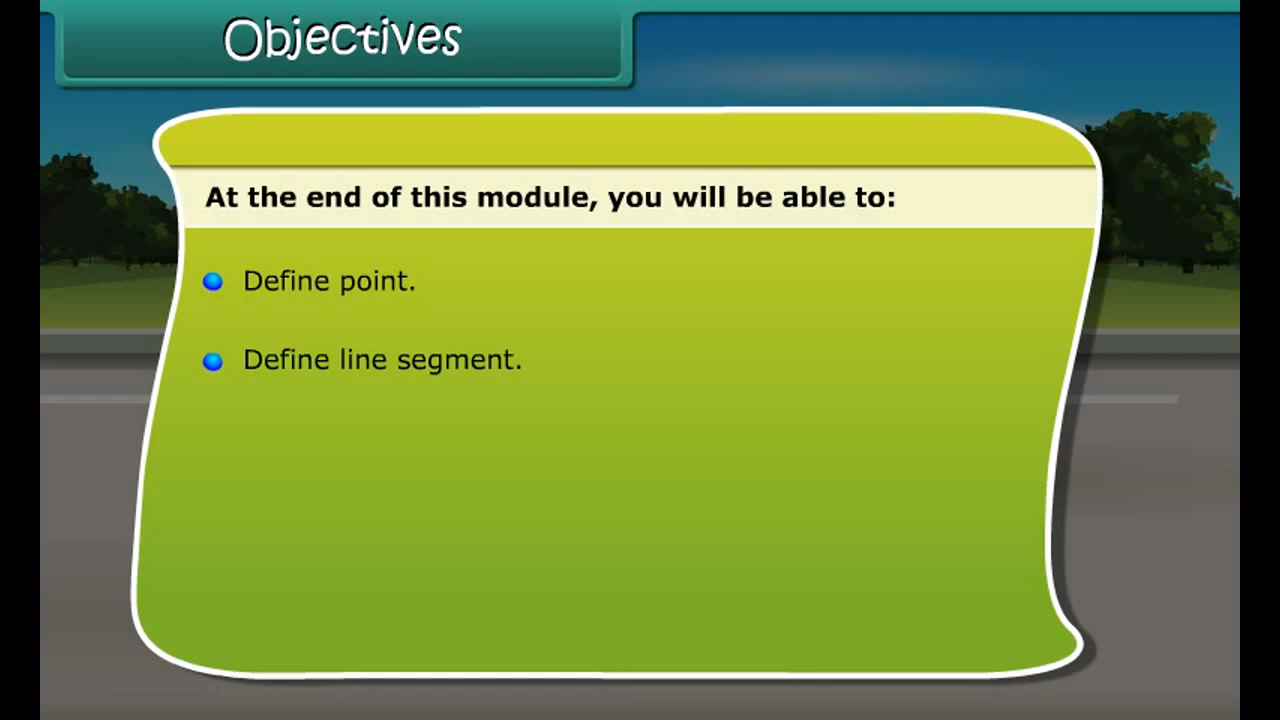 Objectives
At the end of this module, you will be able to:
Define point.
Define line segment.